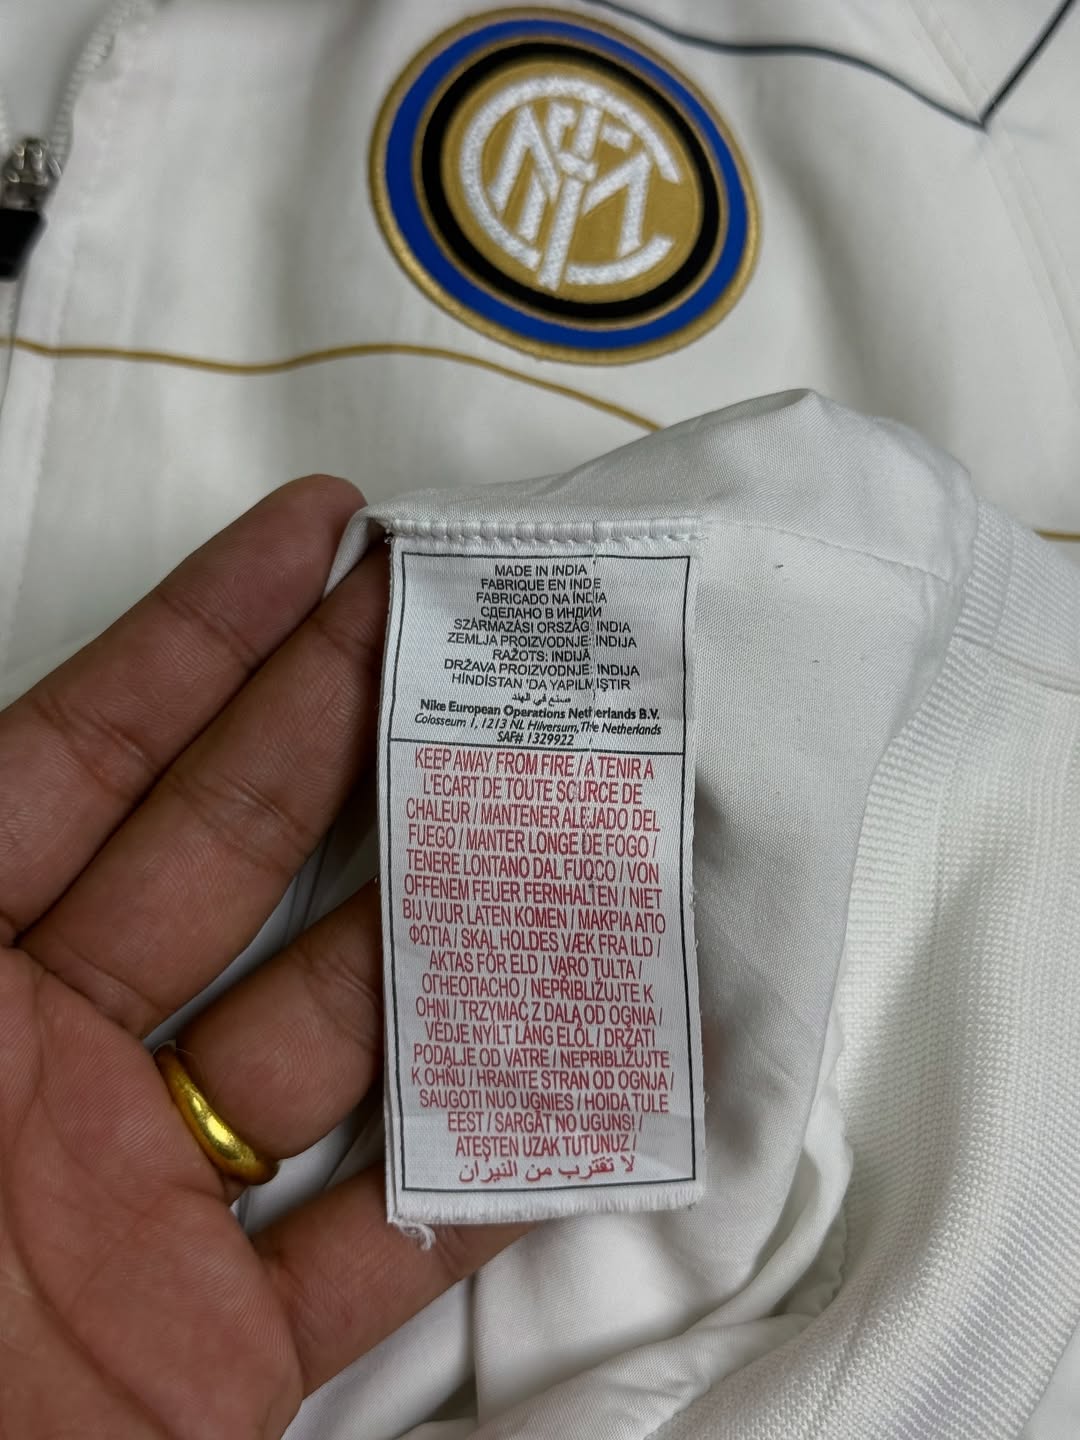 MADE IN INDIA
FABRIQUE EN INDE
FABRICADO NA ÍNDIA
СДЕЛАНО В ИНДИИ
SZÁRMAZÁSI ORSZÁG: INDIA
ZEMLJA PROIZVODNJE: INDIJA
RAŽOTS: INDIJĀ
DRŽAVA PROIZVODNJE: INDIJA
HİNDİSTAN 'DA YAPILMIŞTIR
صنع في الهند
Nike European Operations Netherlands B.V.
Colosseum 1, 1213 NL Hilversum, The Netherlands
SAF# 1329922
KEEP AWAY FROM FIRE / A TENIR A
L'ECART DE TOUTE SOURCE DE
CHALEUR / MANTENER ALEJADO DEL
FUEGO / MANTER LONGE DE FOGO /
TENERE LONTANO DAL FUOCO / VON
OFFENEM FEUER FERNHALTEN / NIET
BIJ VUUR LATEN KOMEN / ΜΑΚΡΙΑ ΑΠΟ
ΦΩΤΙΑ / SKAL HOLDES VÆK FRA ILD /
AKTAS FÖR ELD / VARO TULTA /
ОГНЕОПАСНО / NEPŘIBLIŽUJTE K
OHNI / TRZYMAĆ Z DALA OD OGNIA /
VÉDJE NYÍLT LÁNG ELŐL / DRŽATI
PODALJE OD VATRE / NEPRIBLIŽUJTE
K OHŇU / HRANITE STRAN OD OGNJA /
SAUGOTI NUO UGNIES / HOIDA TULE
EEST / SARGĀT NO UGUNS! /
ATEŞTEN UZAK TUTUNUZ /
لا تقترب من النيران